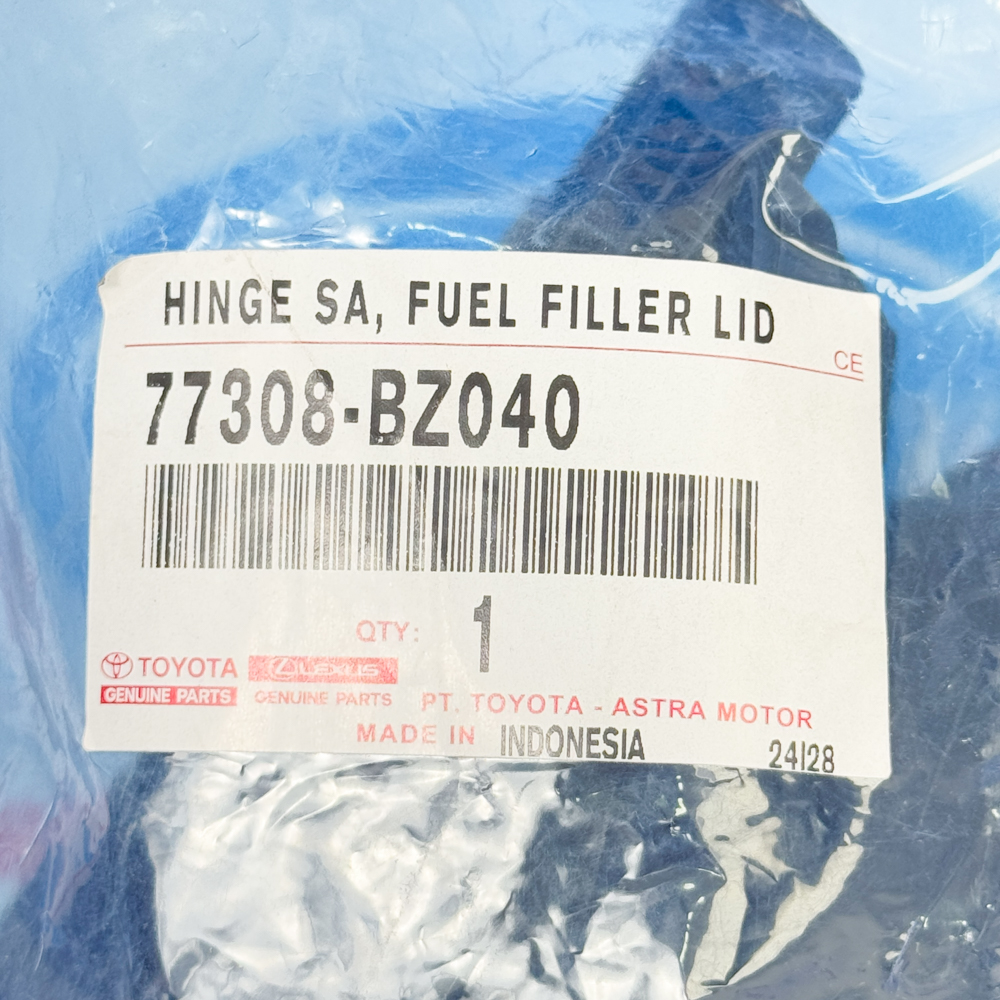 HINGE SA, FUEL FILLER LID
CE
77308-BZ040
QTY: 1
TOYOTA LEXUS
GENUINE PARTS GENUINE PARTS PT. TOYOTA - ASTRA MOTOR
MADE IN INDONESIA 24/28